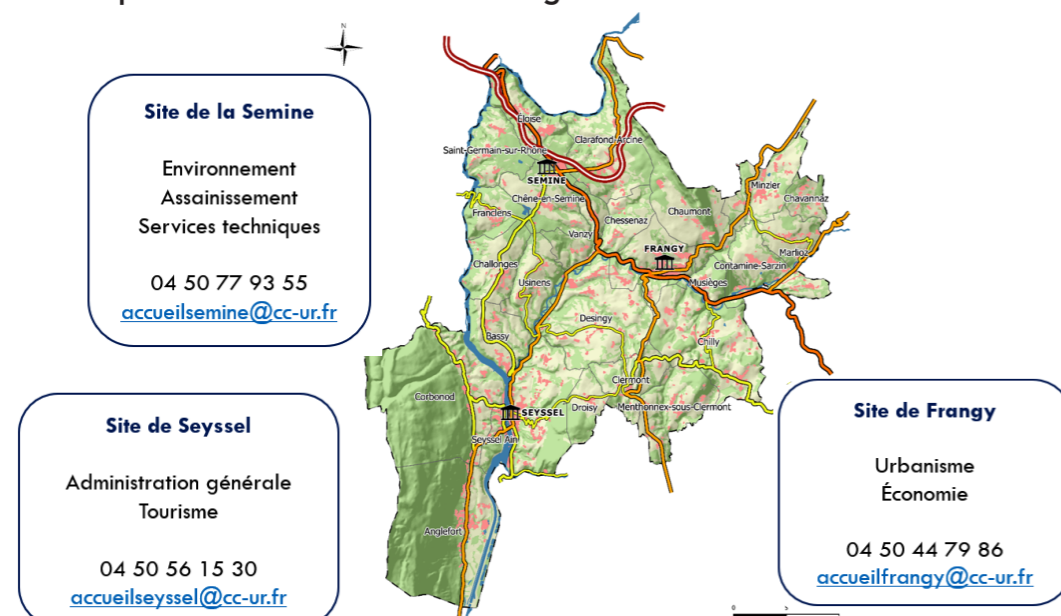 N
Site de la Semine
Environnement
Assainissement
Services techniques
04 50 77 93 55
accueilsemine@cc-ur.fr
Site de Seyssel
Administration générale
Tourisme
04 50 56 15 30
accueilseyssel@cc-ur.fr
Éloise
Clarafond-Arcine
Saint-Germain-sur-Rhône
SEMINE
Chêne-en-Semine
Franclens
Vanzy
Chessenaz
Chaumont
Minzier
Chavannaz
FRANGY
Marlioz
Contamine-Sarzin
Musièges
Challonges
Usinens
Desingy
Bassy
Chilly
Clermont
Corbonod
SEYSSEL
Droisy
Menthonnex-sous-Clermont
Seyssel Ain
Anglefort
Site de Frangy
Urbanisme
Économie
04 50 44 79 86
accueilfrangy@cc-ur.fr
0